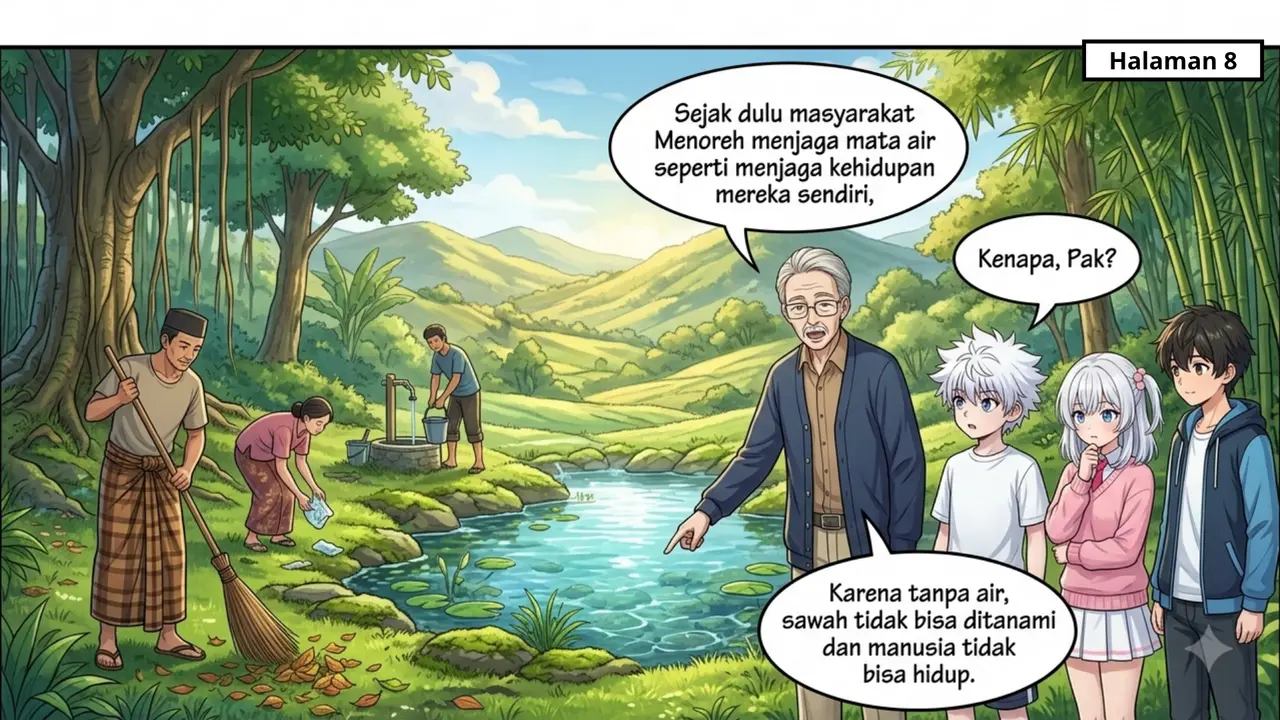 Halaman 8
Sejak dulu masyarakat
Menoreh menjaga mata air
seperti menjaga kehidupan
mereka sendiri,
Kenapa, Pak?
Karena tanpa air,
sawah tidak bisa ditanami
dan manusia tidak
bisa hidup.